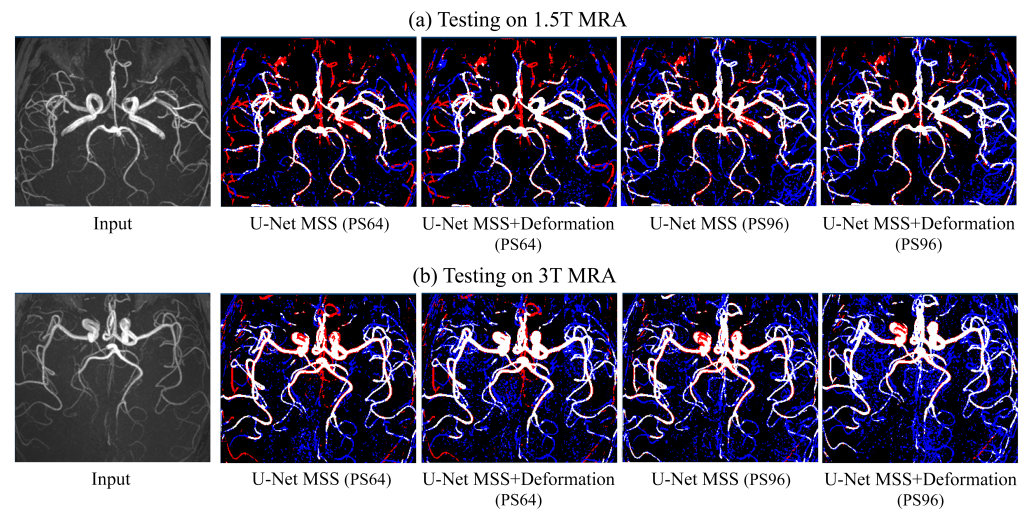 (a) Testing on 1.5T MRA
Input
U-Net MSS (PS64)
U-Net MSS+Deformation
(PS64)
U-Net MSS (PS96)
U-Net MSS+Deformation
(PS96)
(b) Testing on 3T MRA
Input
U-Net MSS (PS64)
U-Net MSS+Deformation
(PS64)
U-Net MSS (PS96)
U-Net MSS+Deformation
(PS96)